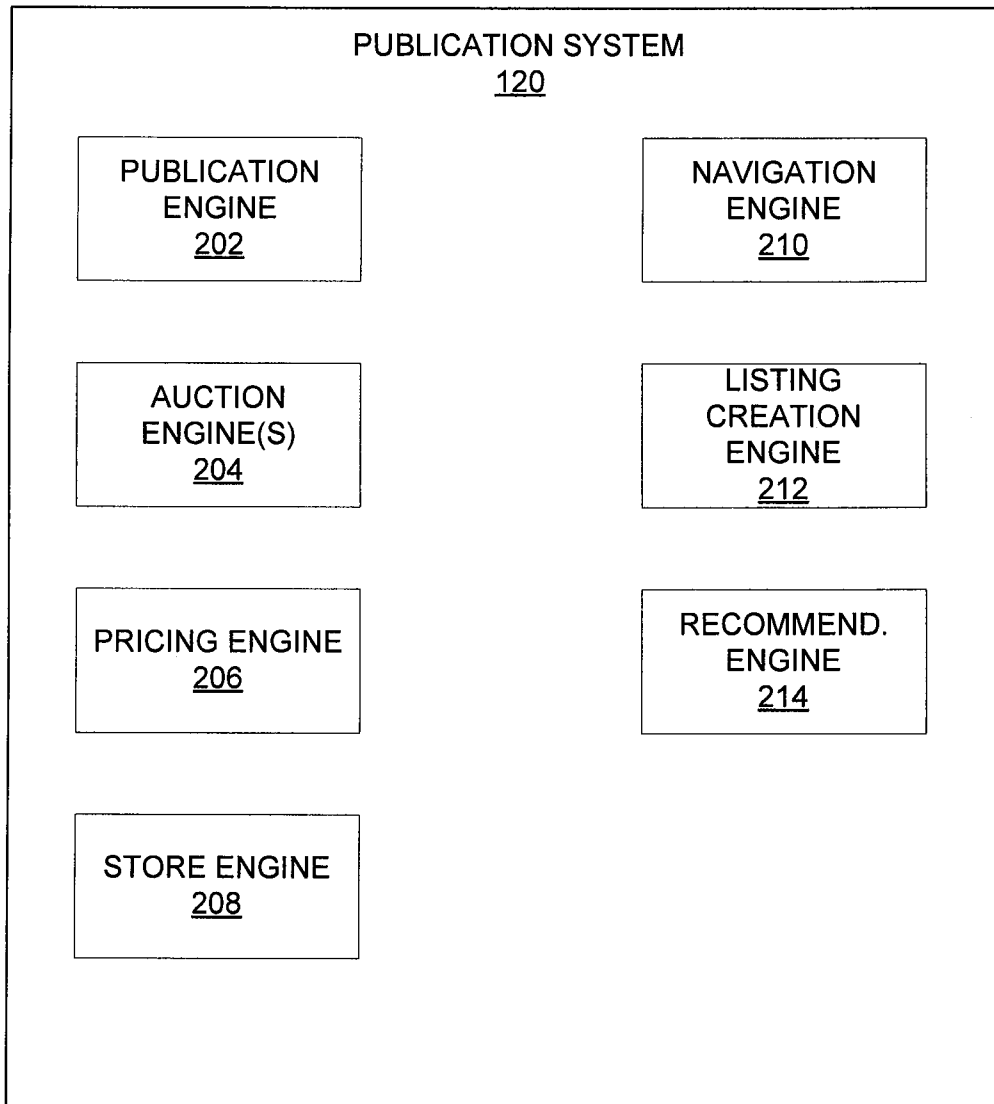 PUBLICATION SYSTEM
120
PUBLICATION
ENGINE
202
AUCTION
ENGINE(S)
204
PRICING ENGINE
206
STORE ENGINE
208
NAVIGATION
ENGINE
210
LISTING
CREATION
ENGINE
212
RECOMMEND.
ENGINE
214